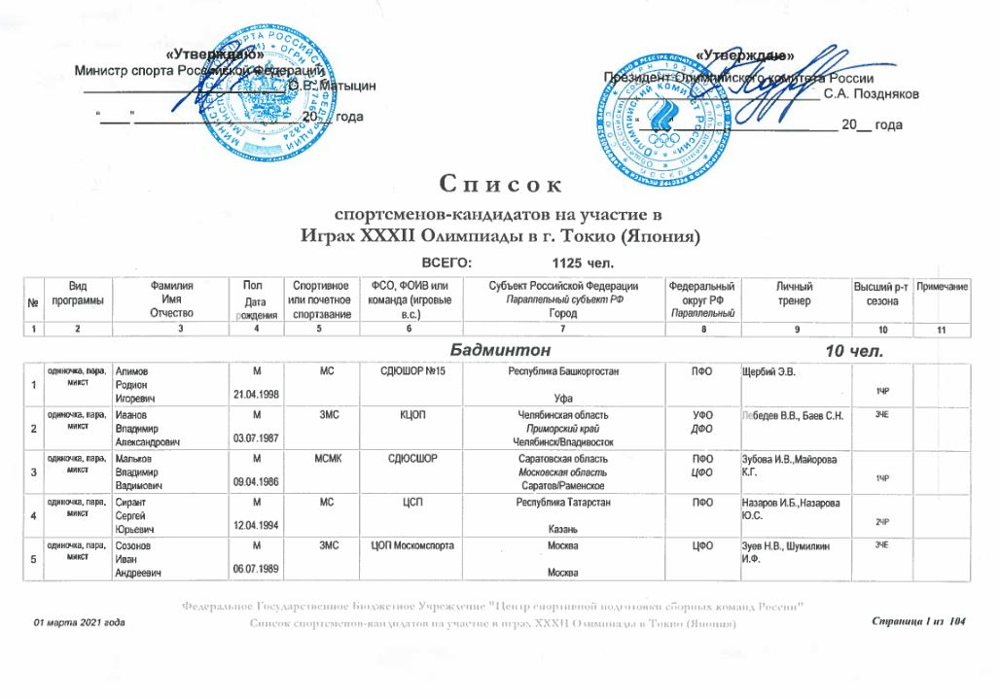 «Утверждаю»
Министр спорта Российской Федерации
О.В. Матыцин
"____" 20__ года
«Утверждаю»
Президент Олимпийского комитета России
С.А. Поздняков
"____" 20__ года
Список
спортсменов-кандидатов на участие в
Играх XXXII Олимпиады в г. Токио (Япония)
ВСЕГО: 1125 чел.
№ Вид программы Фамилия Имя Отчество Пол Дата рождения Спортивное или почетное спортзвание ФСО, ФОИВ или команда (игровые в.с.) Субъект Российской Федерации Параллельный субъект РФ Город Федеральный округ РФ Параллельный Личный тренер Высший р-т сезона Примечание
1 2 3 4 5 6 7 8 9 10 11
Бадминтон 10 чел.
1 одиночка, пара, микст Алимов Родион Игоревич М 21.04.1998 МС СДЮШОР №15 Республика Башкортостан Уфа ПФО Щербий Э.В. 1ЧР
2 одиночка, пара, микст Иванов Владимир Александрович М 03.07.1987 ЗМС КЦОП Челябинская область Приморский край Челябинск/Владивосток УФО ДФО Лебедев В.В., Баев С.Н. 3ЧЕ
3 одиночка, пара, микст Мальков Владимир Вадимович М 09.04.1986 МСМК СДЮСШОР Саратовская область Московская область Саратов/Раменское ПФО ЦФО Зубова И.В.,Майорова К.Г. 1ЧР
4 одиночка, пара, микст Сирант Сергей Юрьевич М 12.04.1994 МС ЦСП Республика Татарстан Казань ПФО Назаров И.Б.,Назарова Ю.С. 2ЧР
5 одиночка, пара, микст Созонов Иван Андреевич М 06.07.1989 ЗМС ЦОП Москомспорта Москва Москва ЦФО Зуев Н.В., Шумилкин И.Ф. 3ЧЕ
Федеральное Государственное Бюджетное Учреждение "Центр спортивной подготовки сборных команд России"
01 марта 2021 года Список спортсменов-кандидатов на участие в играх XXXII Олимпиады в Токио (Япония) Страница 1 из 104